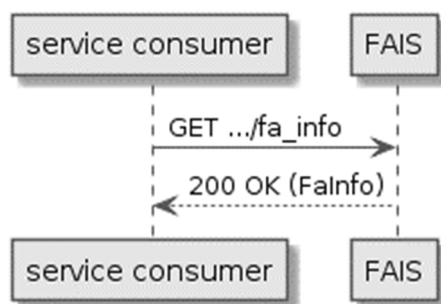 service consumer
FAIS
GET .../fa_info
200 OK (FaInfo)
service consumer
FAIS